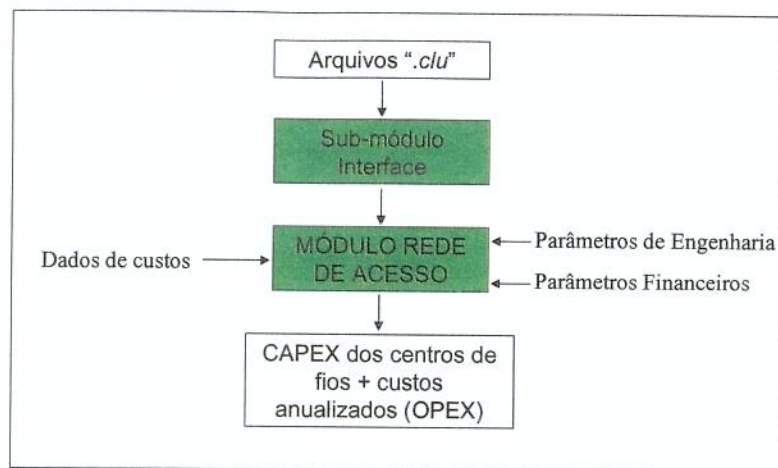 Arquivos “.clu”
Sub-módulo
Interface
MÓDULO REDE
DE ACESSO
Dados de custos
Parâmetros de Engenharia
Parâmetros Financeiros
CAPEX dos centros de
fios + custos
anualizados (OPEX)